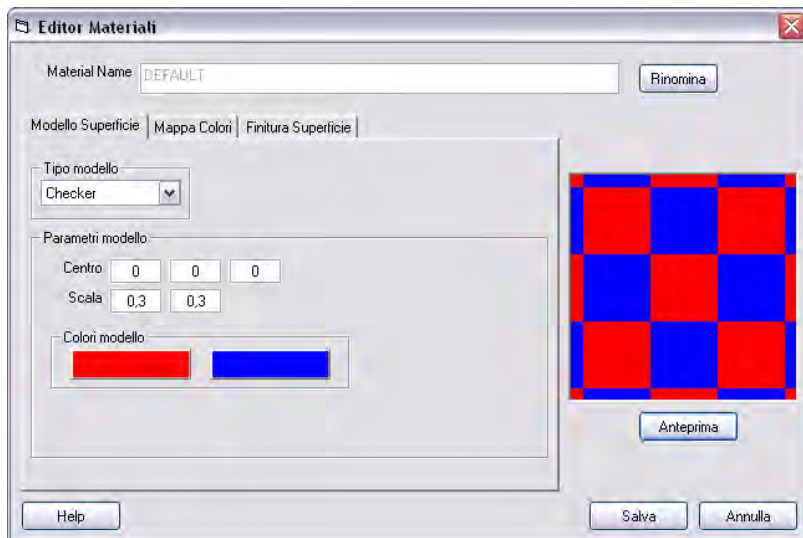 Editor Materiali
Material Name DEFAULT Rinomina
Modello Superficie Mappa Colori Finitura Superficie
Tipo modello
Checker
Parametri modello
Centro 0 0 0
Scala 0,3 0,3
Colori modello
Anteprima
Help Salva Annulla